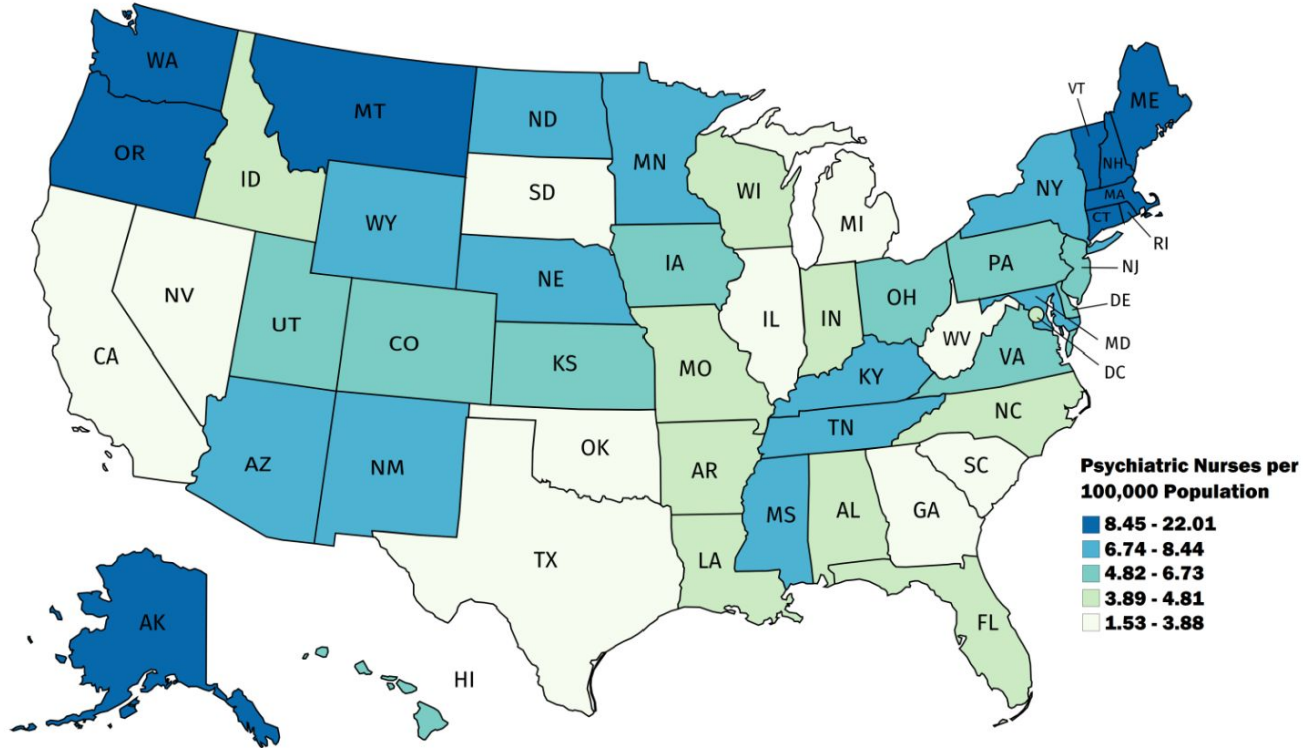 WA
MT
ND
MN
VT
ME
OR
ID
SD
WI
NH
NY
MA
CT
RI
WY
MI
IA
NE
PA
NJ
NV
UT
CO
IL
IN
OH
DE
CA
KS
MO
WV
VA
MD
DC
KY
NC
TN
AZ
NM
OK
AR
SC
MS
AL
GA
TX
LA
FL
AK
HI
Psychiatric Nurses per
100,000 Population
8.45 - 22.01
6.74 - 8.44
4.82 - 6.73
3.89 - 4.81
1.53 - 3.88